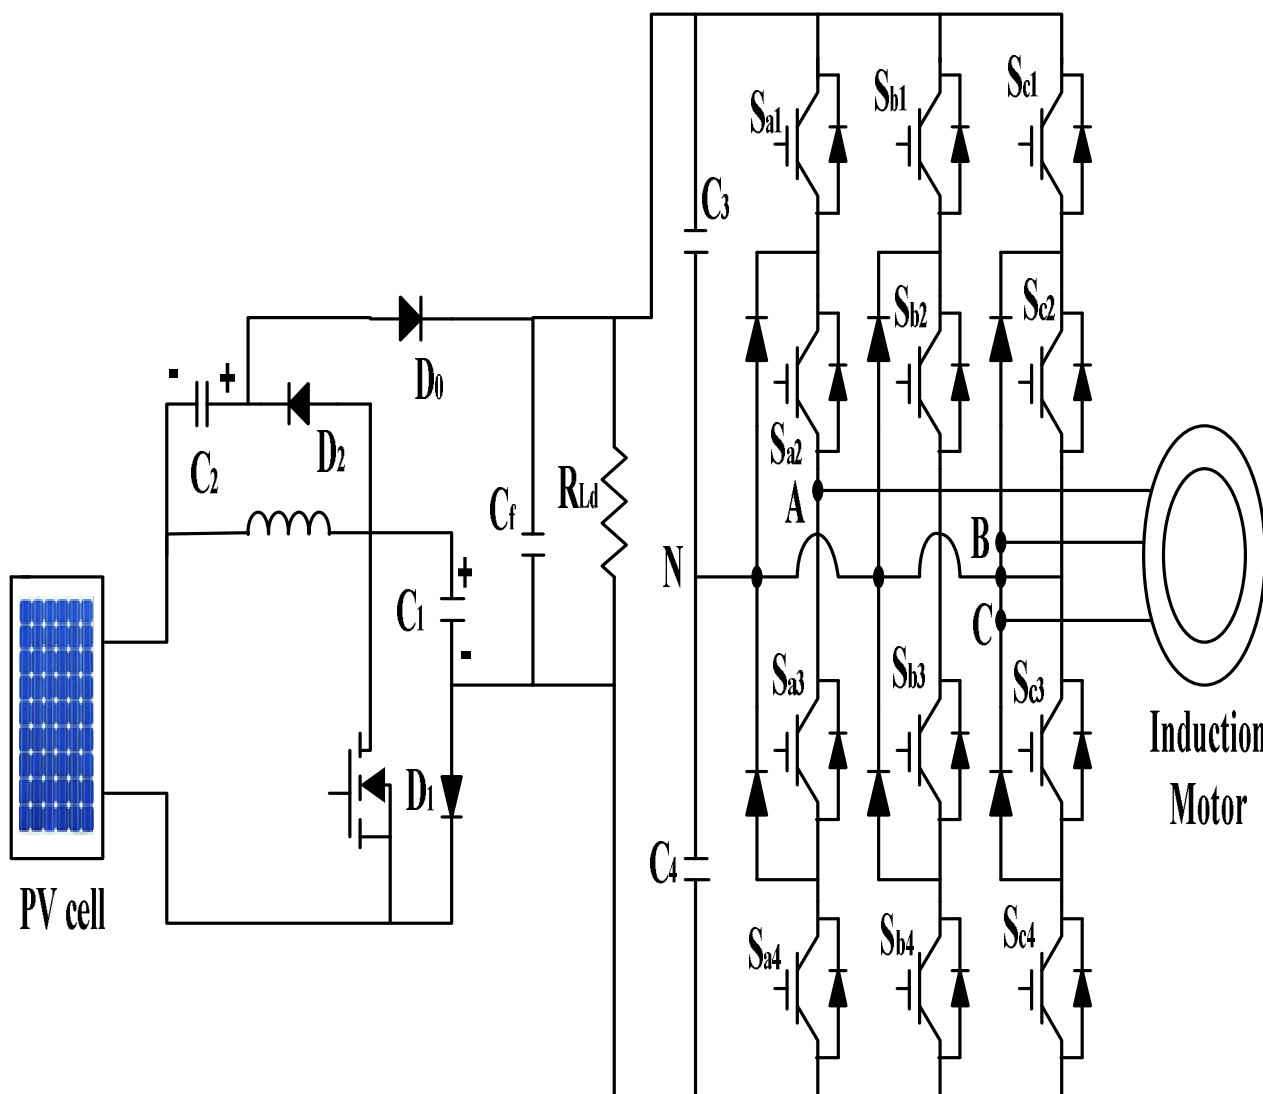 Sa1
Sb1
Sc1
C3
Sb2
Sc2
D0
- +
D2
C2
Sa2
A
Cf
RLd
B
N
+
C1
-
C
Sa3
Sb3
Sc3
Induction
Motor
D1
C4
PV cell
Sa4
Sb4
Sc4